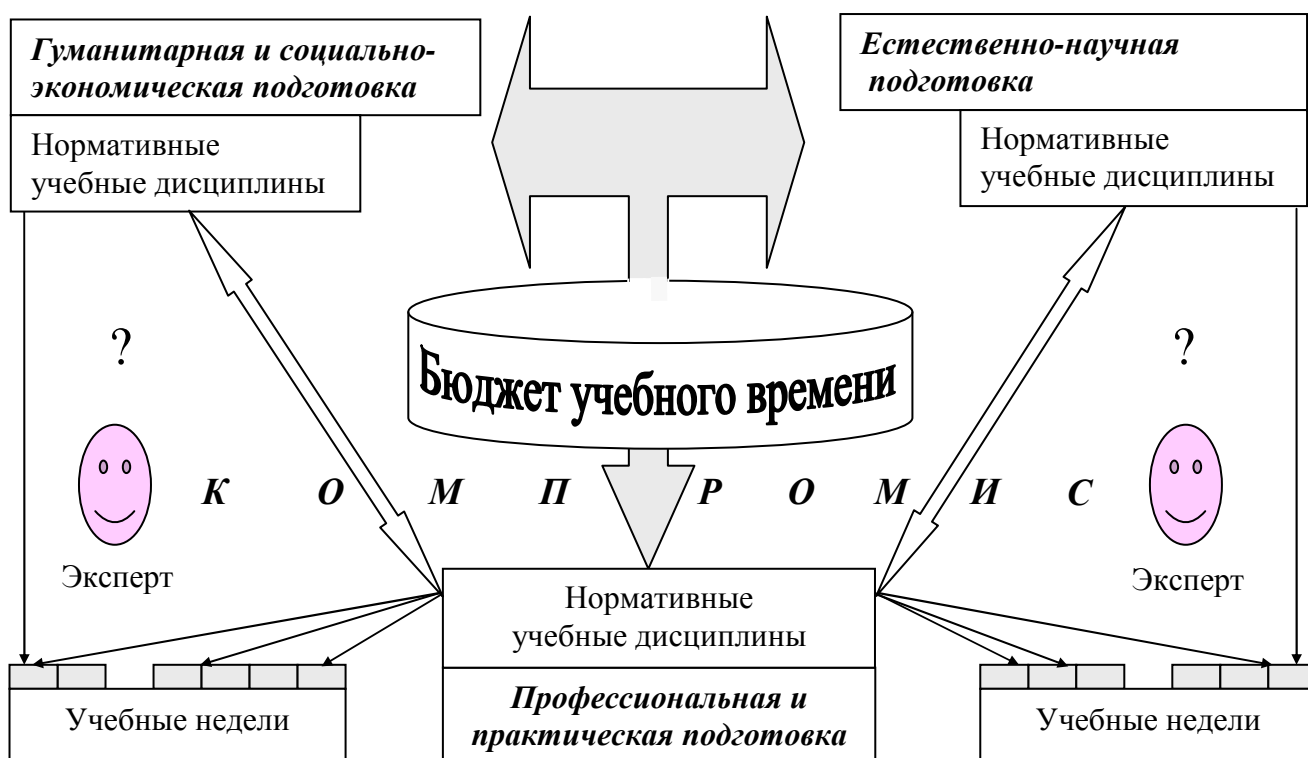 Гуманитарная и социально-
экономическая подготовка
Нормативные
учебные дисциплины
Естественно-научная
подготовка
Нормативные
учебные дисциплины
Бюджет учебного времени
?
?
К О М П Р О М И С
Эксперт
Эксперт
Нормативные
учебные дисциплины
Профессиональная и
практическая подготовка
Учебные недели
Учебные недели